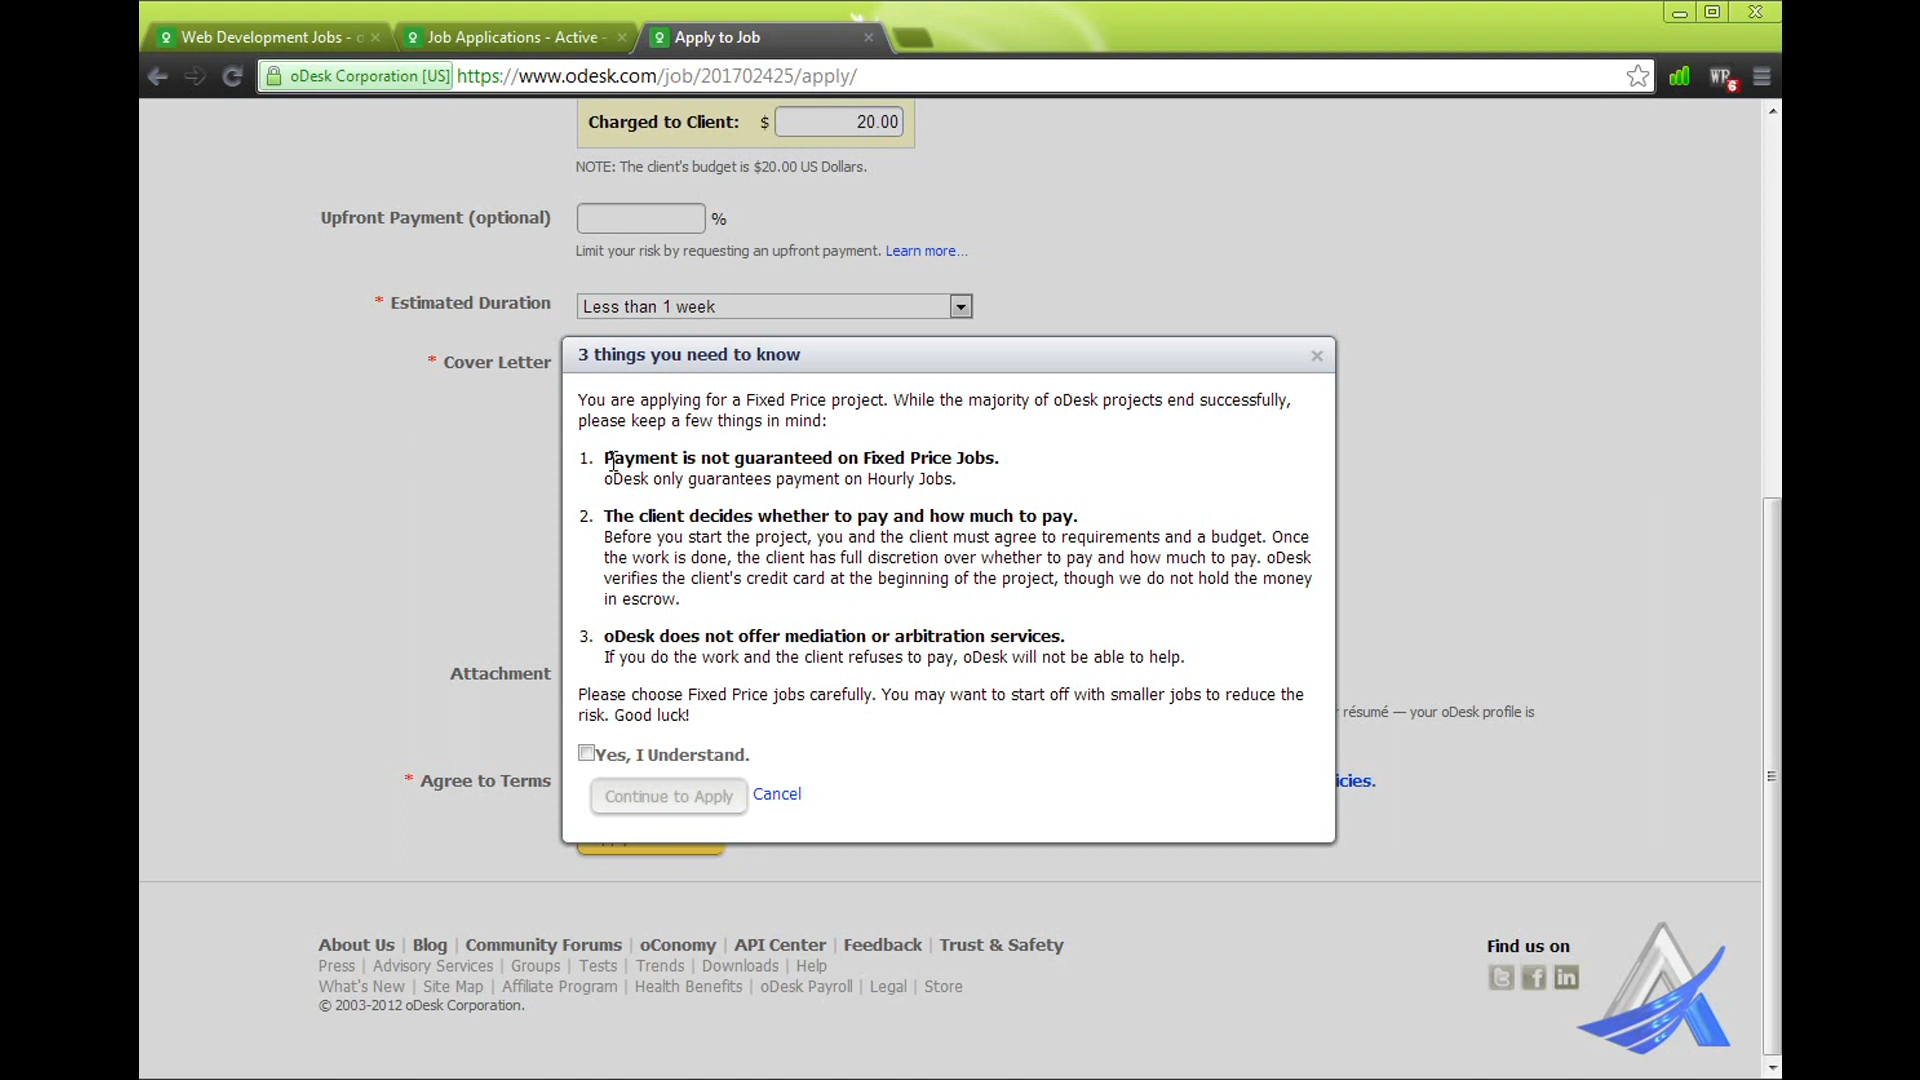 Web Development Jobs - o
Job Applications - Active -
Apply to Job
oDesk Corporation [US] https://www.odesk.com/job/201702425/apply/
WR 6
Charged to Client: $ 20.00
NOTE: The client's budget is $20.00 US Dollars.
Upfront Payment (optional) %
Limit your risk by requesting an upfront payment. Learn more...
* Estimated Duration Less than 1 week
* Cover Letter
3 things you need to know
You are applying for a Fixed Price project. While the majority of oDesk projects end successfully,
please keep a few things in mind:
1. Payment is not guaranteed on Fixed Price Jobs.
oDesk only guarantees payment on Hourly Jobs.
2. The client decides whether to pay and how much to pay.
Before you start the project, you and the client must agree to requirements and a budget. Once
the work is done, the client has full discretion over whether to pay and how much to pay. oDesk
verifies the client's credit card at the beginning of the project, though we do not hold the money
in escrow.
3. oDesk does not offer mediation or arbitration services.
If you do the work and the client refuses to pay, oDesk will not be able to help.
Please choose Fixed Price jobs carefully. You may want to start off with smaller jobs to reduce the
risk. Good luck!
Yes, I Understand.
Continue to Apply Cancel
Attachment
résumé — your oDesk profile is
* Agree to Terms
icies.
About Us | Blog | Community Forums | oConomy | API Center | Feedback | Trust & Safety
Press | Advisory Services | Groups | Tests | Trends | Downloads | Help
What's New | Site Map | Affiliate Program | Health Benefits | oDesk Payroll | Legal | Store
© 2003-2012 oDesk Corporation.
Find us on